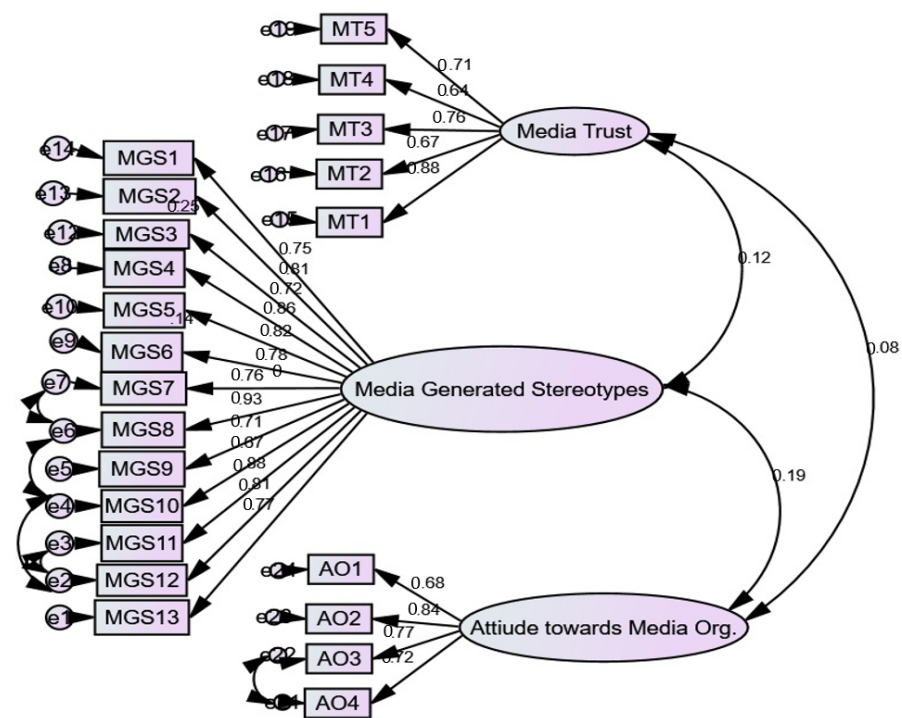 e19 MT5
0.71
e18 MT4
0.64
0.76
e17 MT3
Media Trust
0.67
e16 MT2
0.88
e15 MT1
e14 MGS1
e13 MGS2
0.25
e12 MGS3
0.75
e8 MGS4
0.81
0.72
e10 MGS5
.14
0.86
0.82
e9 MGS6
0.78
0
e7 MGS7
0.76
Media Generated Stereotypes
0.93
e6 MGS8
0.71
e5 MGS9
0.67
e4 MGS10
0.88
0.81
0.77
e3 MGS11
e2 MGS12
e1 MGS13
0.12
0.08
0.19
e24 AO1
0.68
e23 AO2
0.84
0.77
Attiude towards Media Org.
e22 AO3
0.72
AO4